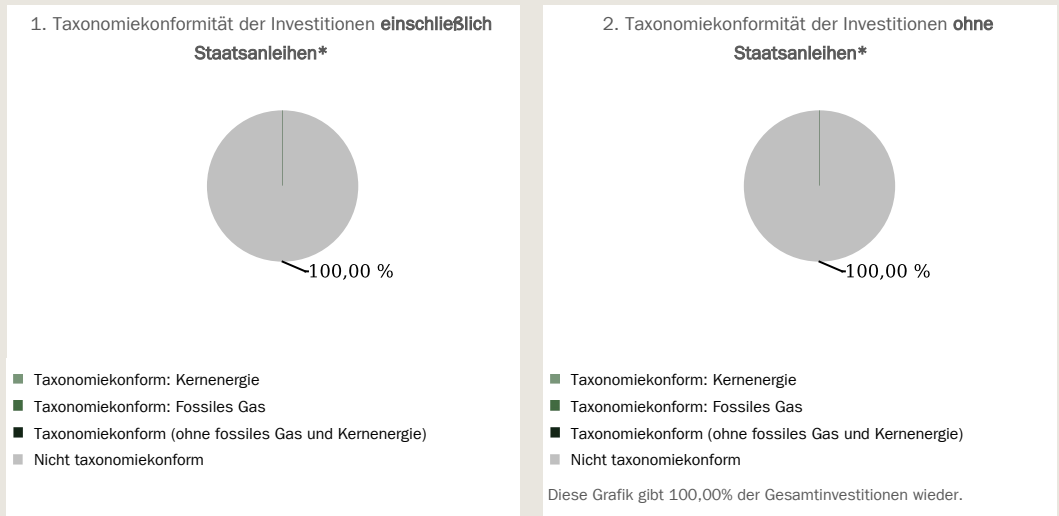 1. Taxonomiekonformität der Investitionen einschließlich
Staatsanleihen*
100,00 %
Taxonomiekonform: Kernenergie
Taxonomiekonform: Fossiles Gas
Taxonomiekonform (ohne fossiles Gas und Kernenergie)
Nicht taxonomiekonform
2. Taxonomiekonformität der Investitionen ohne
Staatsanleihen*
100,00 %
Taxonomiekonform: Kernenergie
Taxonomiekonform: Fossiles Gas
Taxonomiekonform (ohne fossiles Gas und Kernenergie)
Nicht taxonomiekonform
Diese Grafik gibt 100,00% der Gesamtinvestitionen wieder.